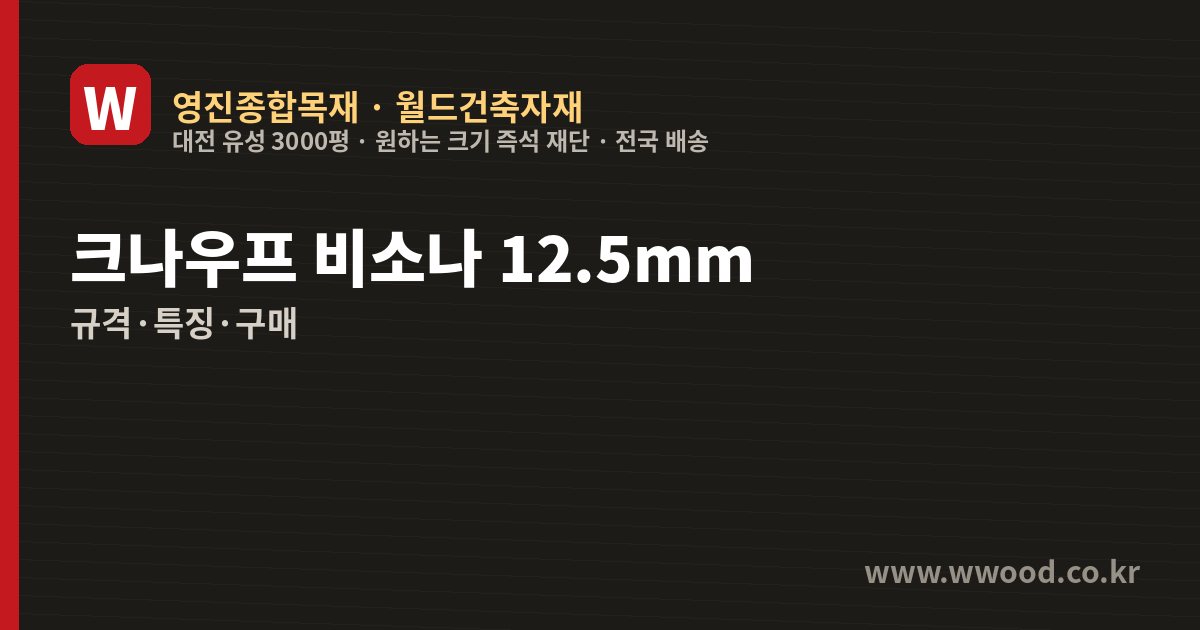 W
영진종합목재 · 월드건축자재
대전 유성 3000평 · 원하는 크기 즉석 재단 · 전국 배송
크나우프 비소나 12.5mm
규격·특징·구매
www.wwood.co.kr